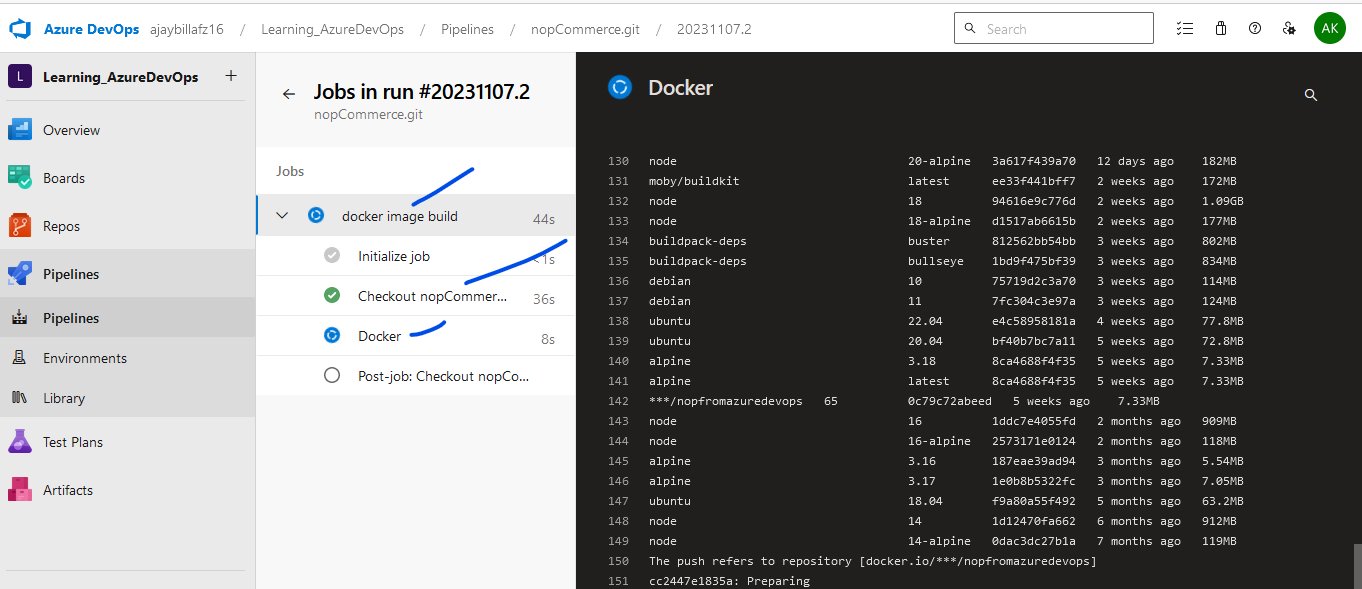 Azure DevOps ajaybillafz16 / Learning_AzureDevOps / Pipelines / nopCommerce.git / 20231107.2 Search AK
L Learning_AzureDevOps +
Overview
Boards
Repos
Pipelines
Pipelines
Environments
Library
Test Plans
Artifacts
Jobs in run #20231107.2
nopCommerce.git
Jobs
docker image build 44s
Initialize job <1s
Checkout nopCommer... 36s
Docker 8s
Post-job: Checkout nopCo...
Docker
130 node 20-alpine 3a617f439a70 12 days ago 182MB
131 moby/buildkit latest ee33f441bff7 2 weeks ago 172MB
132 node 18 94616e9c776d 2 weeks ago 1.09GB
133 node 18-alpine d1517ab6615b 2 weeks ago 177MB
134 buildpack-deps buster 812562bb54bb 3 weeks ago 802MB
135 buildpack-deps bullseye 1bd9f475bf39 3 weeks ago 834MB
136 debian 10 75719d2c3a70 3 weeks ago 114MB
137 debian 11 7fc304c3e97a 3 weeks ago 124MB
138 ubuntu 22.04 e4c58958181a 4 weeks ago 77.8MB
139 ubuntu 20.04 bf40b7bc7a11 5 weeks ago 72.8MB
140 alpine 3.18 8ca4688f4f35 5 weeks ago 7.33MB
141 alpine latest 8ca4688f4f35 5 weeks ago 7.33MB
142 ***/nopfromazuredevops 65 0c79c72abeed 5 weeks ago 7.33MB
143 node 16 1ddc7e4055fd 2 months ago 909MB
144 node 16-alpine 2573171e0124 2 months ago 118MB
145 alpine 3.16 187eae39ad94 3 months ago 5.54MB
146 alpine 3.17 1e0b8b5322fc 3 months ago 7.05MB
147 ubuntu 18.04 f9a80a55f492 5 months ago 63.2MB
148 node 14 1d12470fa662 6 months ago 912MB
149 node 14-alpine 0dac3dc27b1a 7 months ago 119MB
150 The push refers to repository [docker.io/***/nopfromazuredevops]
151 cc2447e1835a: Preparing